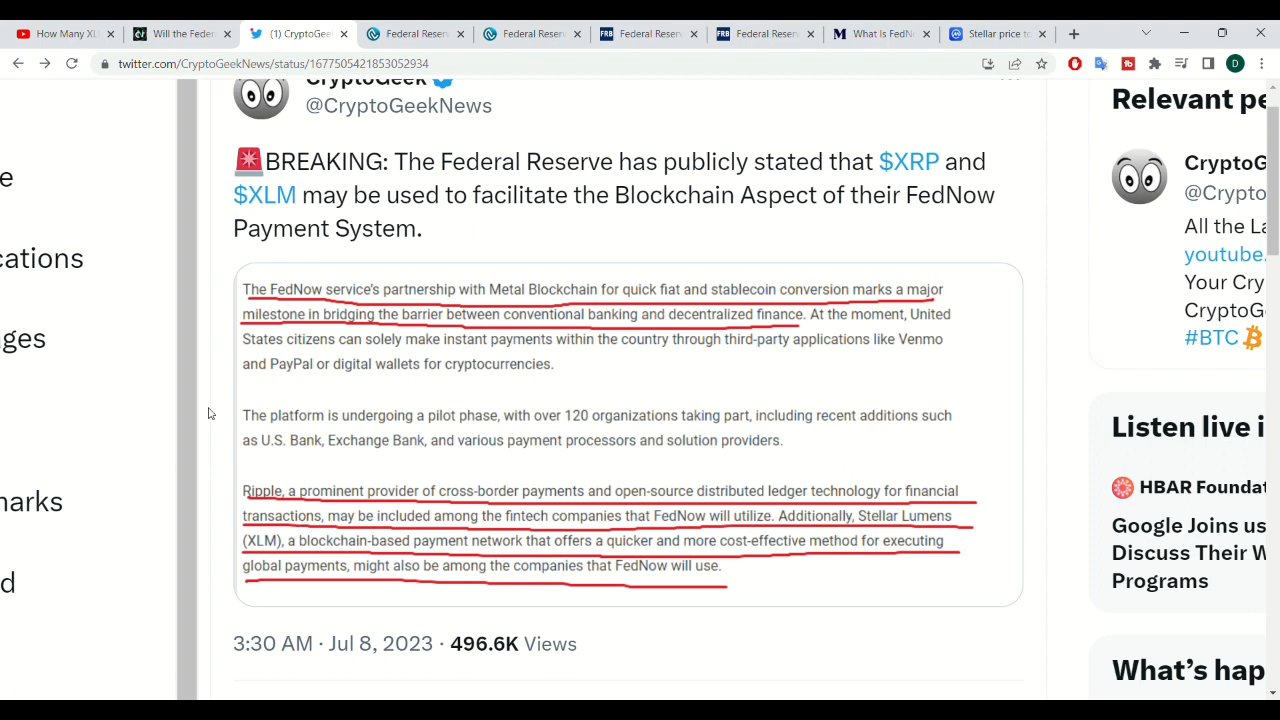 How Many XL
Will the Feder
(1) CryptoGeek
Federal Reser
Federal Reser
Federal Reser
Federal Reser
What Is FedN
Stellar price to
twitter.com/CryptoGeekNews/status/1677505421853052934
D
e
cations
ges
narks
d
CryptoGeek
@CryptoGeekNews
🚨BREAKING: The Federal Reserve has publicly stated that $XRP and
$XLM may be used to facilitate the Blockchain Aspect of their FedNow
Payment System.
The FedNow service's partnership with Metal Blockchain for quick fiat and stablecoin conversion marks a major
milestone in bridging the barrier between conventional banking and decentralized finance. At the moment, United
States citizens can solely make instant payments within the country through third-party applications like Venmo
and PayPal or digital wallets for cryptocurrencies.
The platform is undergoing a pilot phase, with over 120 organizations taking part, including recent additions such
as U.S. Bank, Exchange Bank, and various payment processors and solution providers.
Ripple, a prominent provider of cross-border payments and open-source distributed ledger technology for financial
transactions, may be included among the fintech companies that FedNow will utilize. Additionally, Stellar Lumens
(XLM), a blockchain-based payment network that offers a quicker and more cost-effective method for executing
global payments, might also be among the companies that FedNow will use.
3:30 AM · Jul 8, 2023 · 496.6K Views
Relevant pe
CryptoG
@Crypto
All the La
youtube.
Your Cry
CryptoG
#BTC
Listen live i
HBAR Foundat
Google Joins us
Discuss Their W
Programs
What's hap